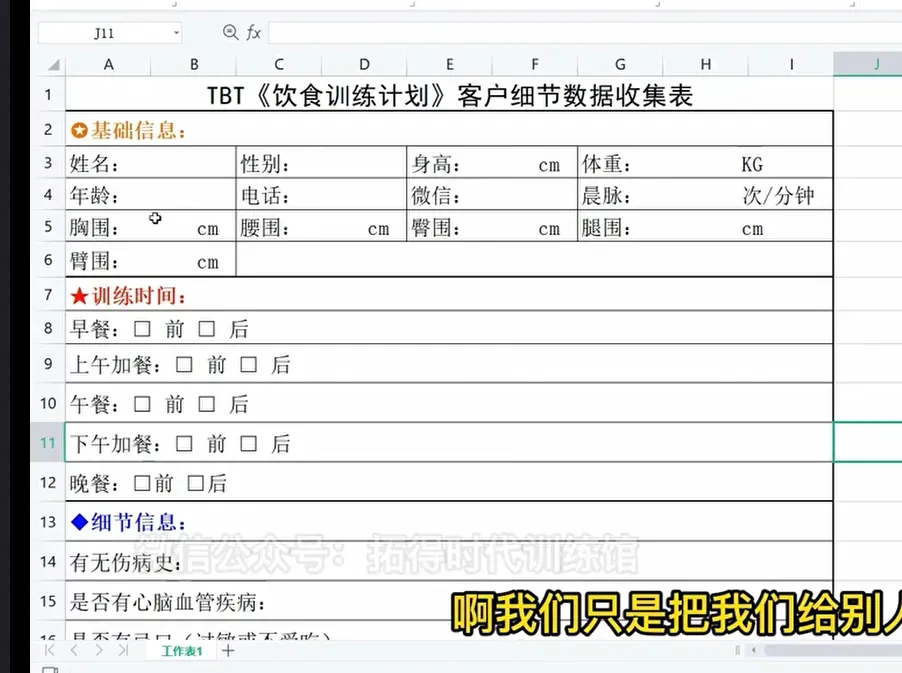 J11 fx
A B C D E F G H I J
1 TBT《饮食训练计划》客户细节数据收集表
2 ✪基础信息：
3 姓名： 性别： 身高： cm 体重： KG
4 年龄： 电话： 微信： 晨脉： 次/分钟
5 胸围： cm 腰围： cm 臀围： cm 腿围： cm
6 臂围： cm
7 ★训练时间：
8 早餐：□ 前 □ 后
9 上午加餐：□ 前 □ 后
10 午餐：□ 前 □ 后
11 下午加餐：□ 前 □ 后
12 晚餐：□前 □后
13 ◆细节信息：
微信公众号：拓得时代训练馆
14 有无伤病史：
15 是否有心脑血管疾病：
啊我们只是把我们给别人
16 是否有忌口（过敏或不爱吃）
工作表1 +